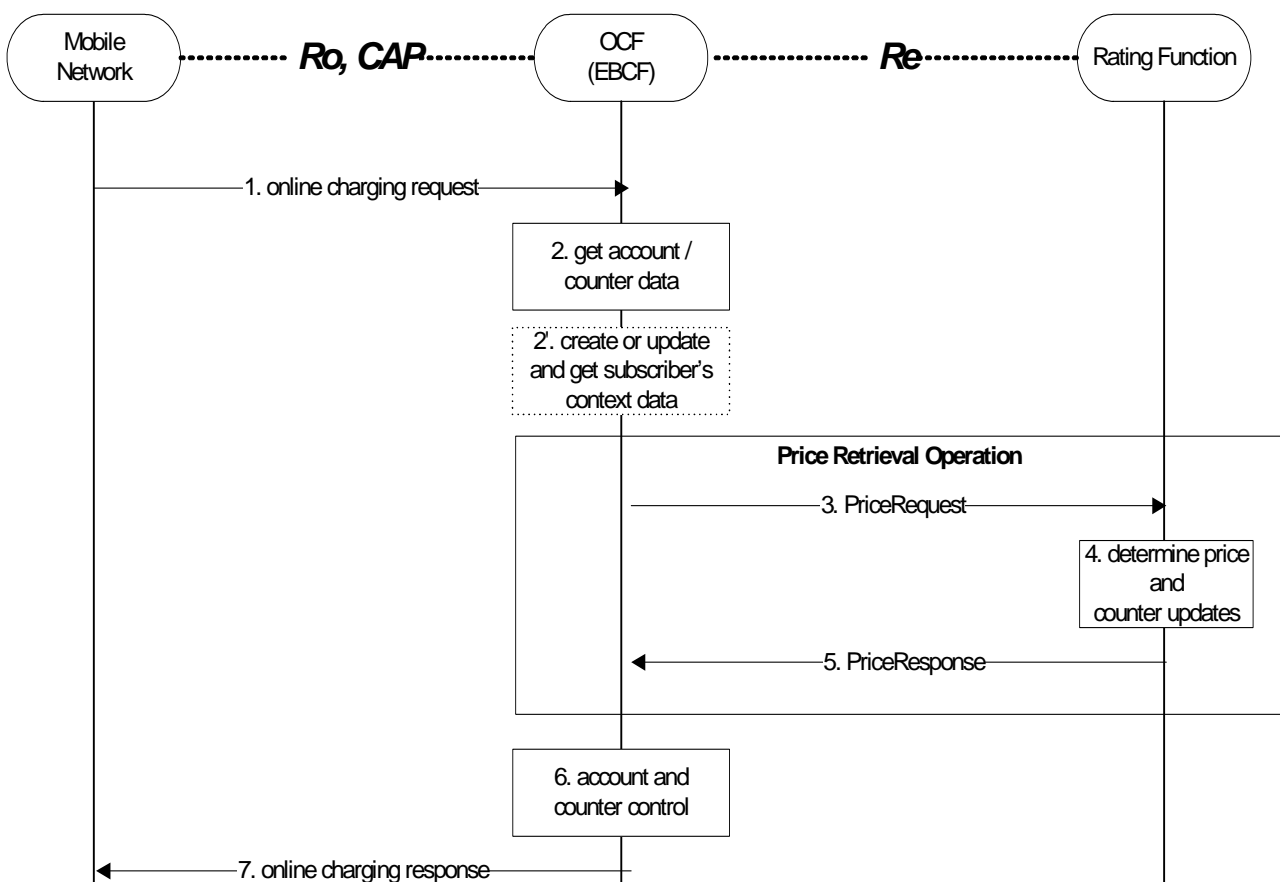 Mobile
Network
Ro, CAP
OCF
(EBCF)
Re
Rating Function
1. online charging request
2. get account /
counter data
2'. create or update
and get subscriber's
context data
Price Retrieval Operation
3. PriceRequest
4. determine price
and
counter updates
5. PriceResponse
6. account and
counter control
7. online charging response